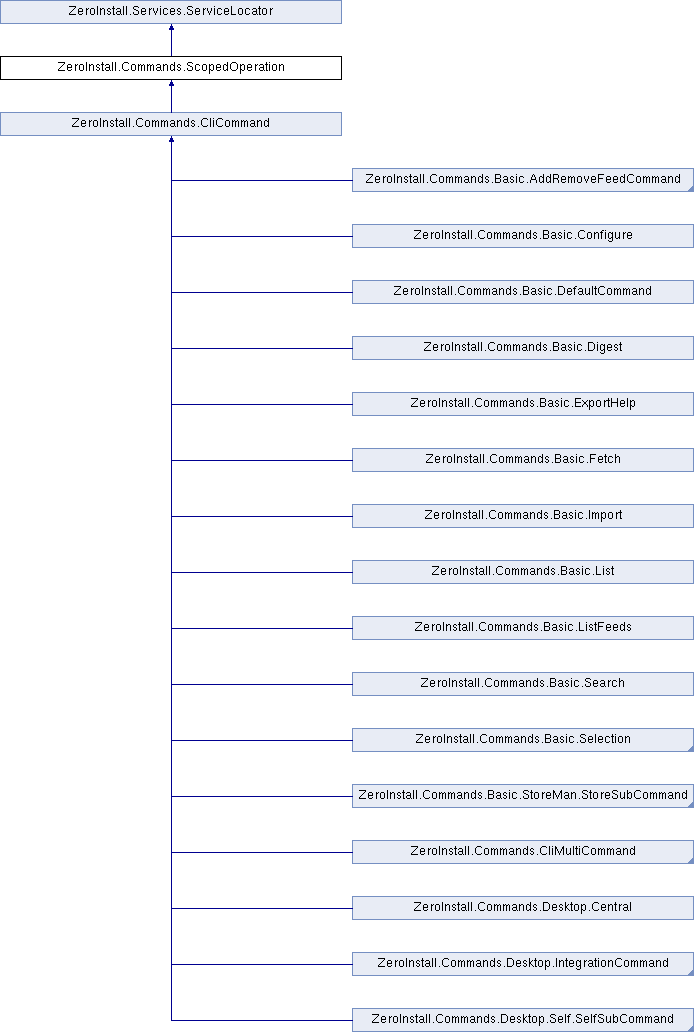 ZeroInstall.Services.ServiceLocator
ZeroInstall.Commands.ScopedOperation
ZeroInstall.Commands.CliCommand
ZeroInstall.Commands.Basic.AddRemoveFeedCommand
ZeroInstall.Commands.Basic.Configure
ZeroInstall.Commands.Basic.DefaultCommand
ZeroInstall.Commands.Basic.Digest
ZeroInstall.Commands.Basic.ExportHelp
ZeroInstall.Commands.Basic.Fetch
ZeroInstall.Commands.Basic.Import
ZeroInstall.Commands.Basic.List
ZeroInstall.Commands.Basic.ListFeeds
ZeroInstall.Commands.Basic.Search
ZeroInstall.Commands.Basic.Selection
ZeroInstall.Commands.Basic.StoreMan.StoreSubCommand
ZeroInstall.Commands.CliMultiCommand
ZeroInstall.Commands.Desktop.Central
ZeroInstall.Commands.Desktop.IntegrationCommand
ZeroInstall.Commands.Desktop.Self.SelfSubCommand